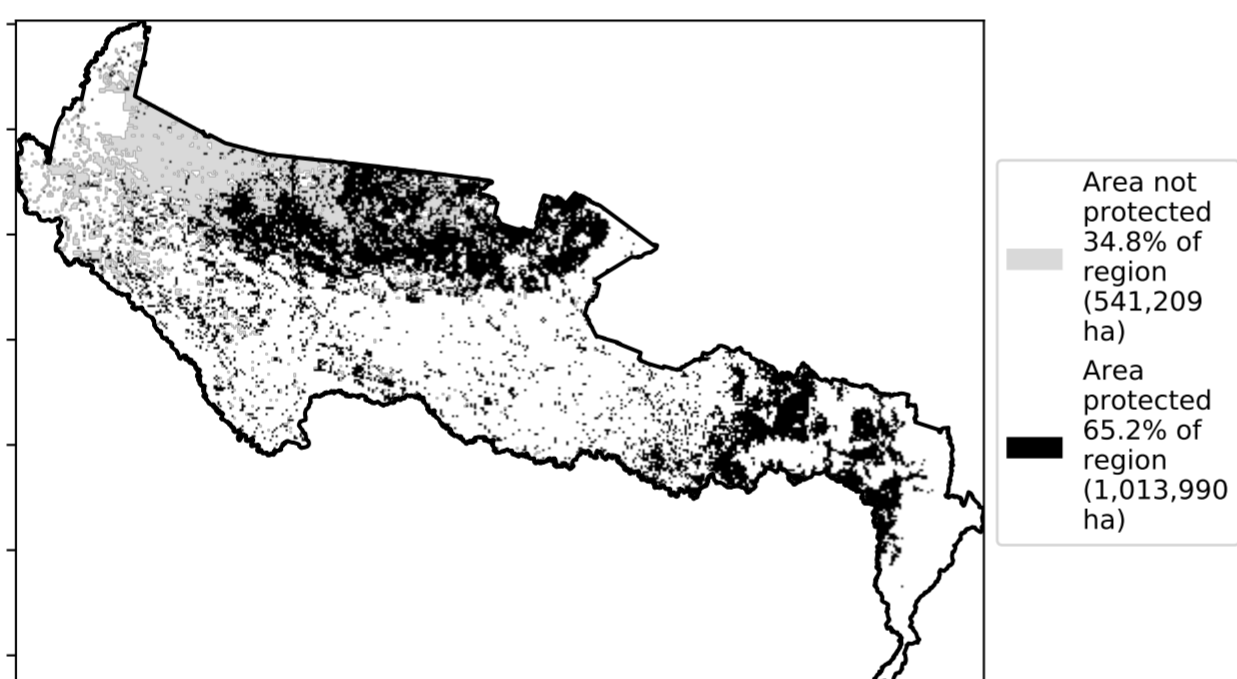 Area not
protected
34.8% of
region
(541,209
ha)
Area
protected
65.2% of
region
(1,013,990
ha)